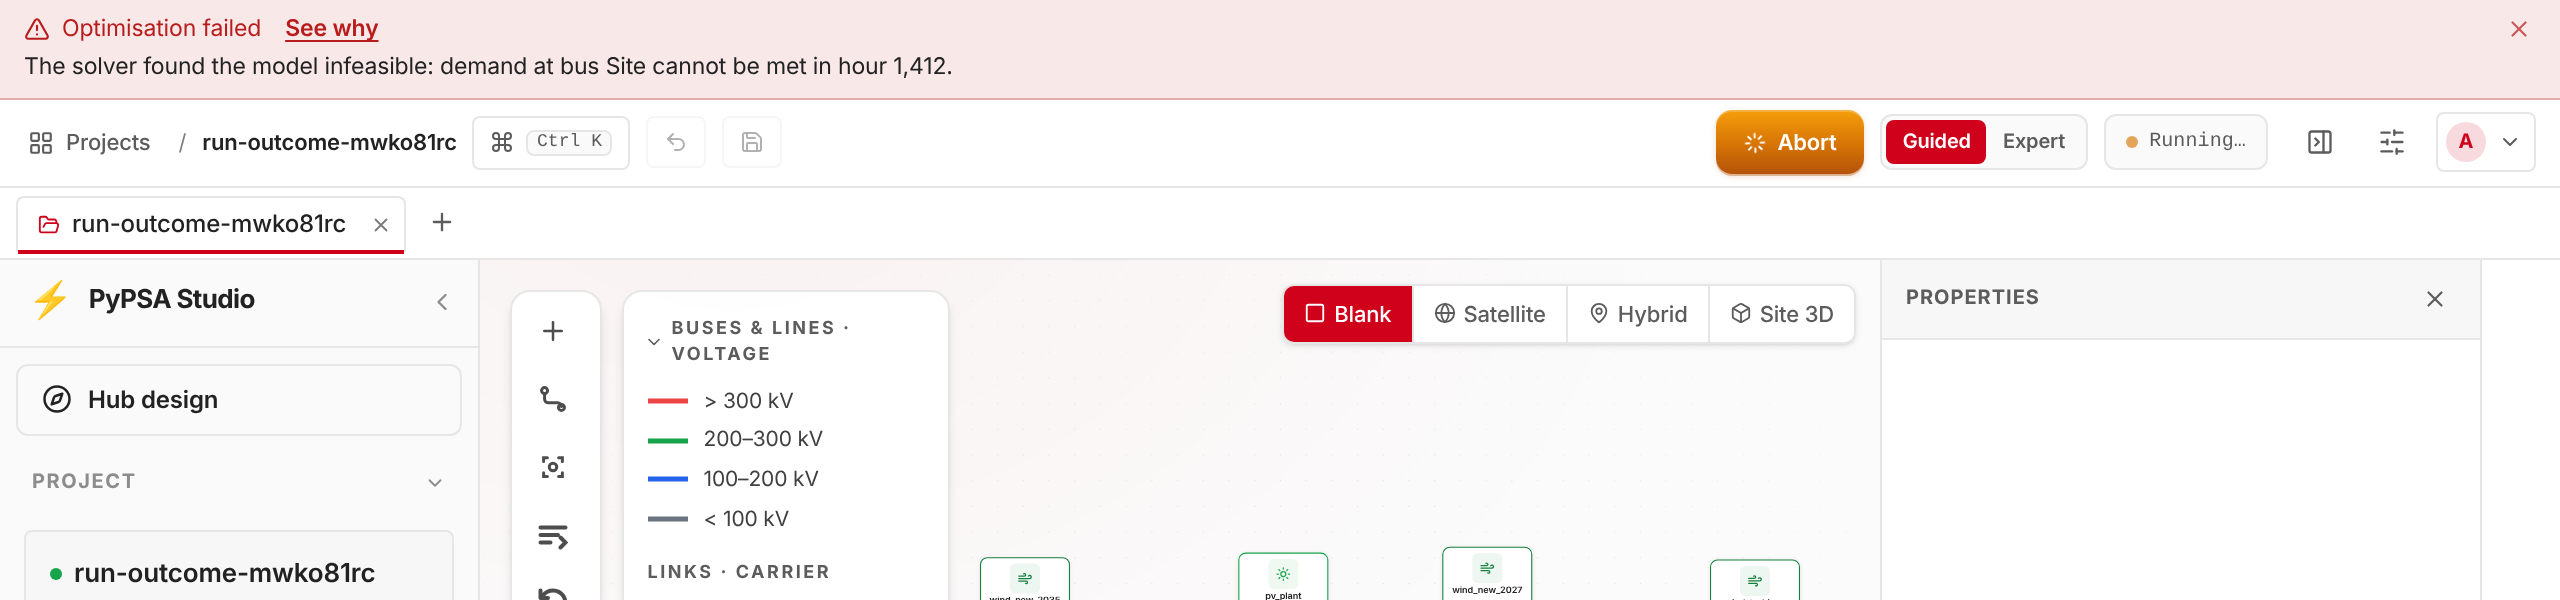 Optimisation failed See why
The solver found the model infeasible: demand at bus Site cannot be met in hour 1,412.
Projects / run-outcome-mwko81rc Ctrl K Abort Guided Expert Running…
run-outcome-mwko81rc
PyPSA Studio
Hub design
PROJECT
run-outcome-mwko81rc
BUSES & LINES · VOLTAGE
> 300 kV
200–300 kV
100–200 kV
< 100 kV
LINKS · CARRIER
Blank Satellite Hybrid Site 3D
pv_plant
wind_new_2027
PROPERTIES
A